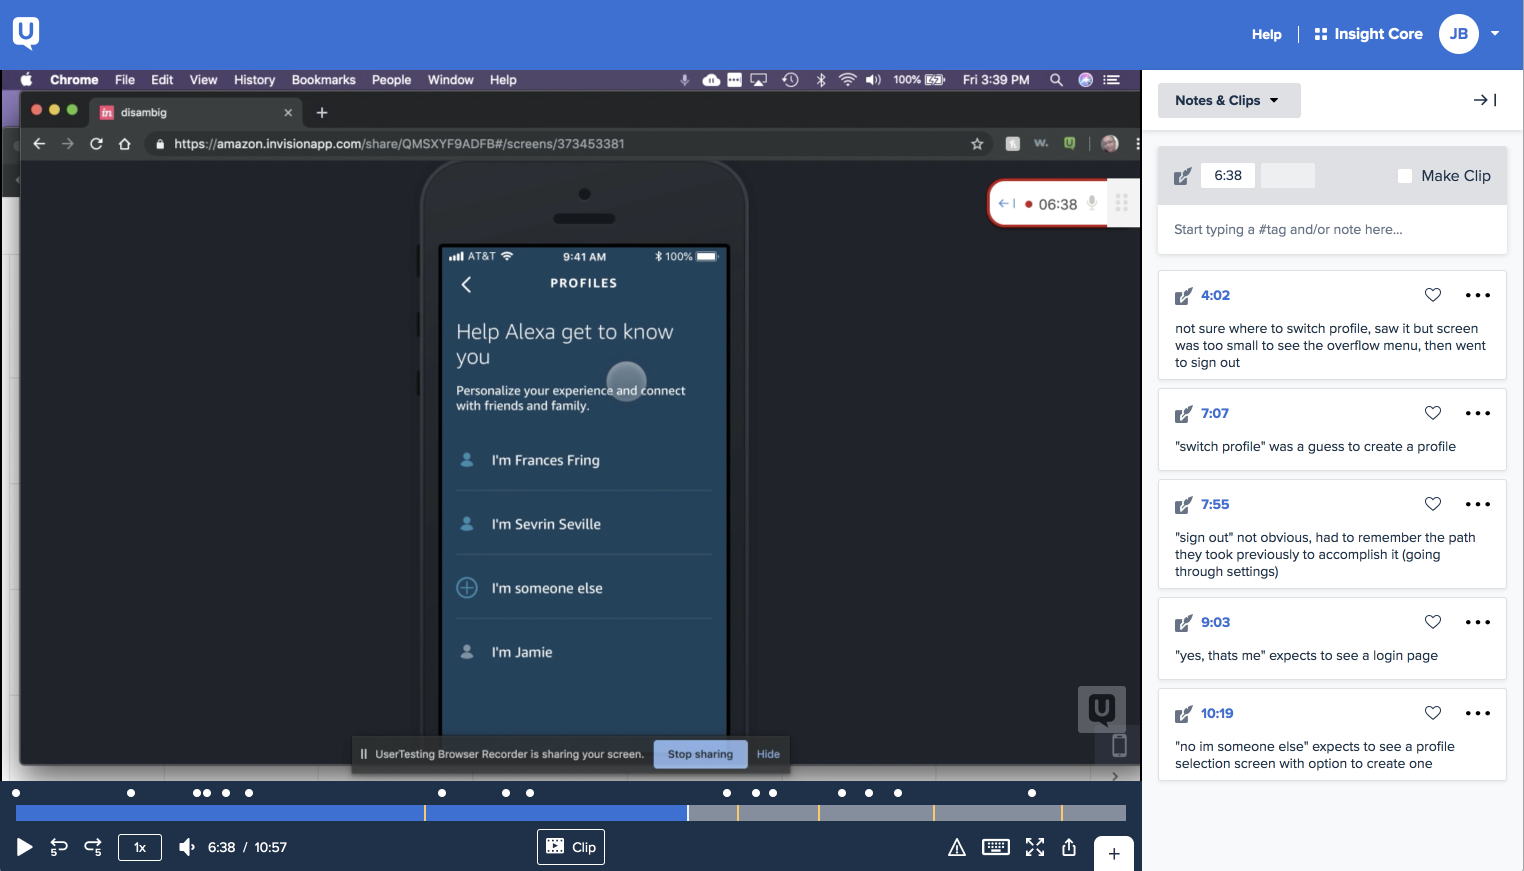 U
Help
Insight Core
JB
Chrome File Edit View History Bookmarks People Window Help
100%
Fri 3:39 PM
in disambig
https://amazon.invisionapp.com/share/QMSXYF9ADFB#/screens/373453381
w.
06:38
AT&T
9:41 AM
100%
PROFILES
Help Alexa get to know
you
Personalize your experience and connect
with friends and family.
I'm Frances Fring
I'm Sevrin Seville
I'm someone else
I'm Jamie
U
UserTesting Browser Recorder is sharing your screen.
Stop sharing
Hide
5
5
1x
6:38 / 10:57
Clip
Notes & Clips
6:38
Make Clip
Start typing a #tag and/or note here...
4:02
not sure where to switch profile, saw it but screen
was too small to see the overflow menu, then went
to sign out
7:07
"switch profile" was a guess to create a profile
7:55
"sign out" not obvious, had to remember the path
they took previously to accomplish it (going
through settings)
9:03
"yes, thats me" expects to see a login page
10:19
"no im someone else" expects to see a profile
selection screen with option to create one